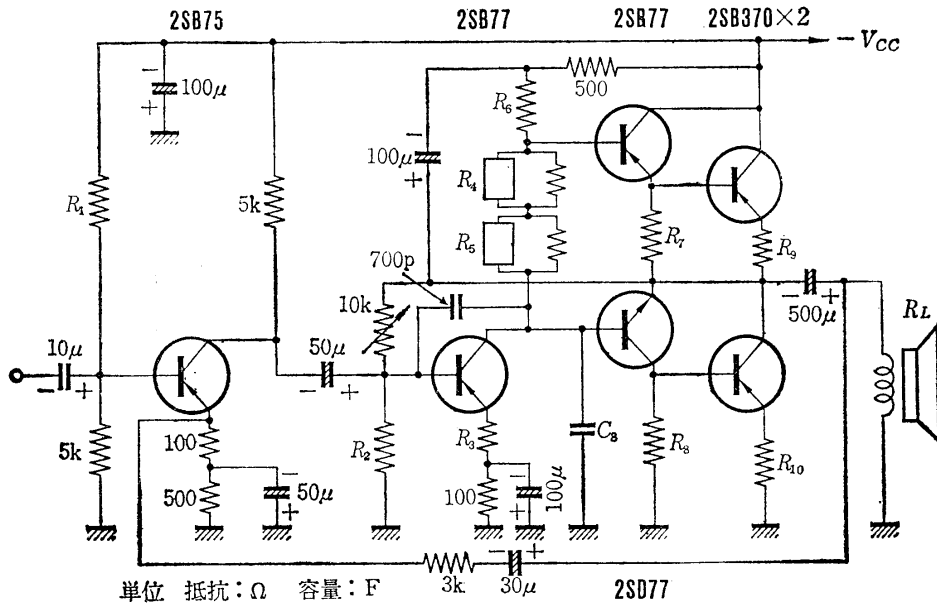 2SB75 2SB77 2SB77 2SB370×2
−VCC
− 100μ +
R1
5k
R6
500
− 100μ +
R4
R5
R7
R9
700p
10k
− 500μ +
RL
10μ
− +
50μ
− +
5k
100
500
− 50μ +
R2
R3
100
− 100μ +
C3
R8
R10
3k
− 30μ +
2SD77
単位 抵抗:Ω 容量:F